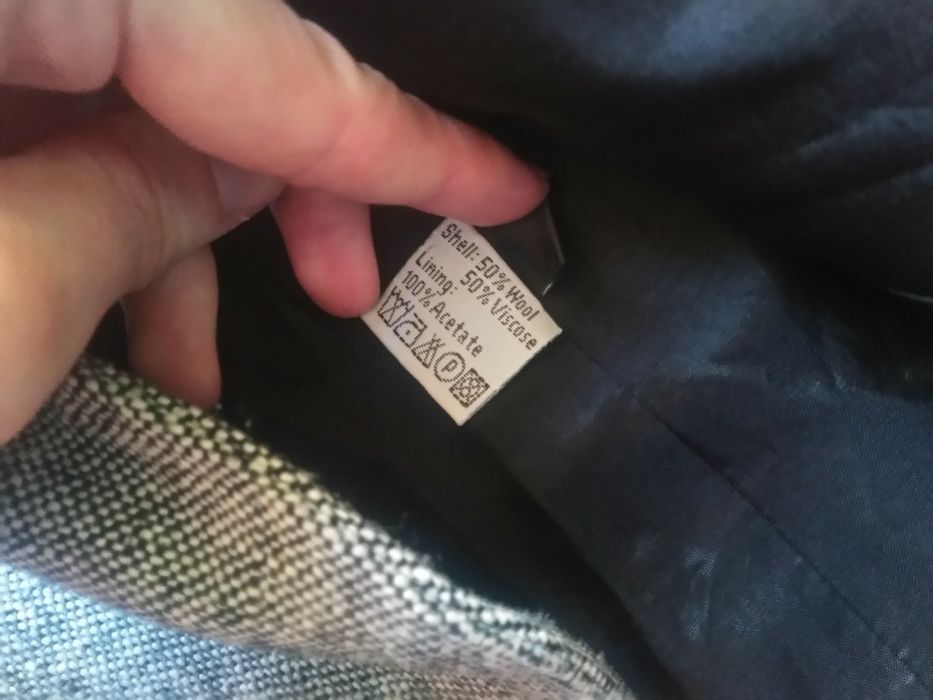 Shell: 50% Wool
50% Viscose
Lining:
100% Acetate
P